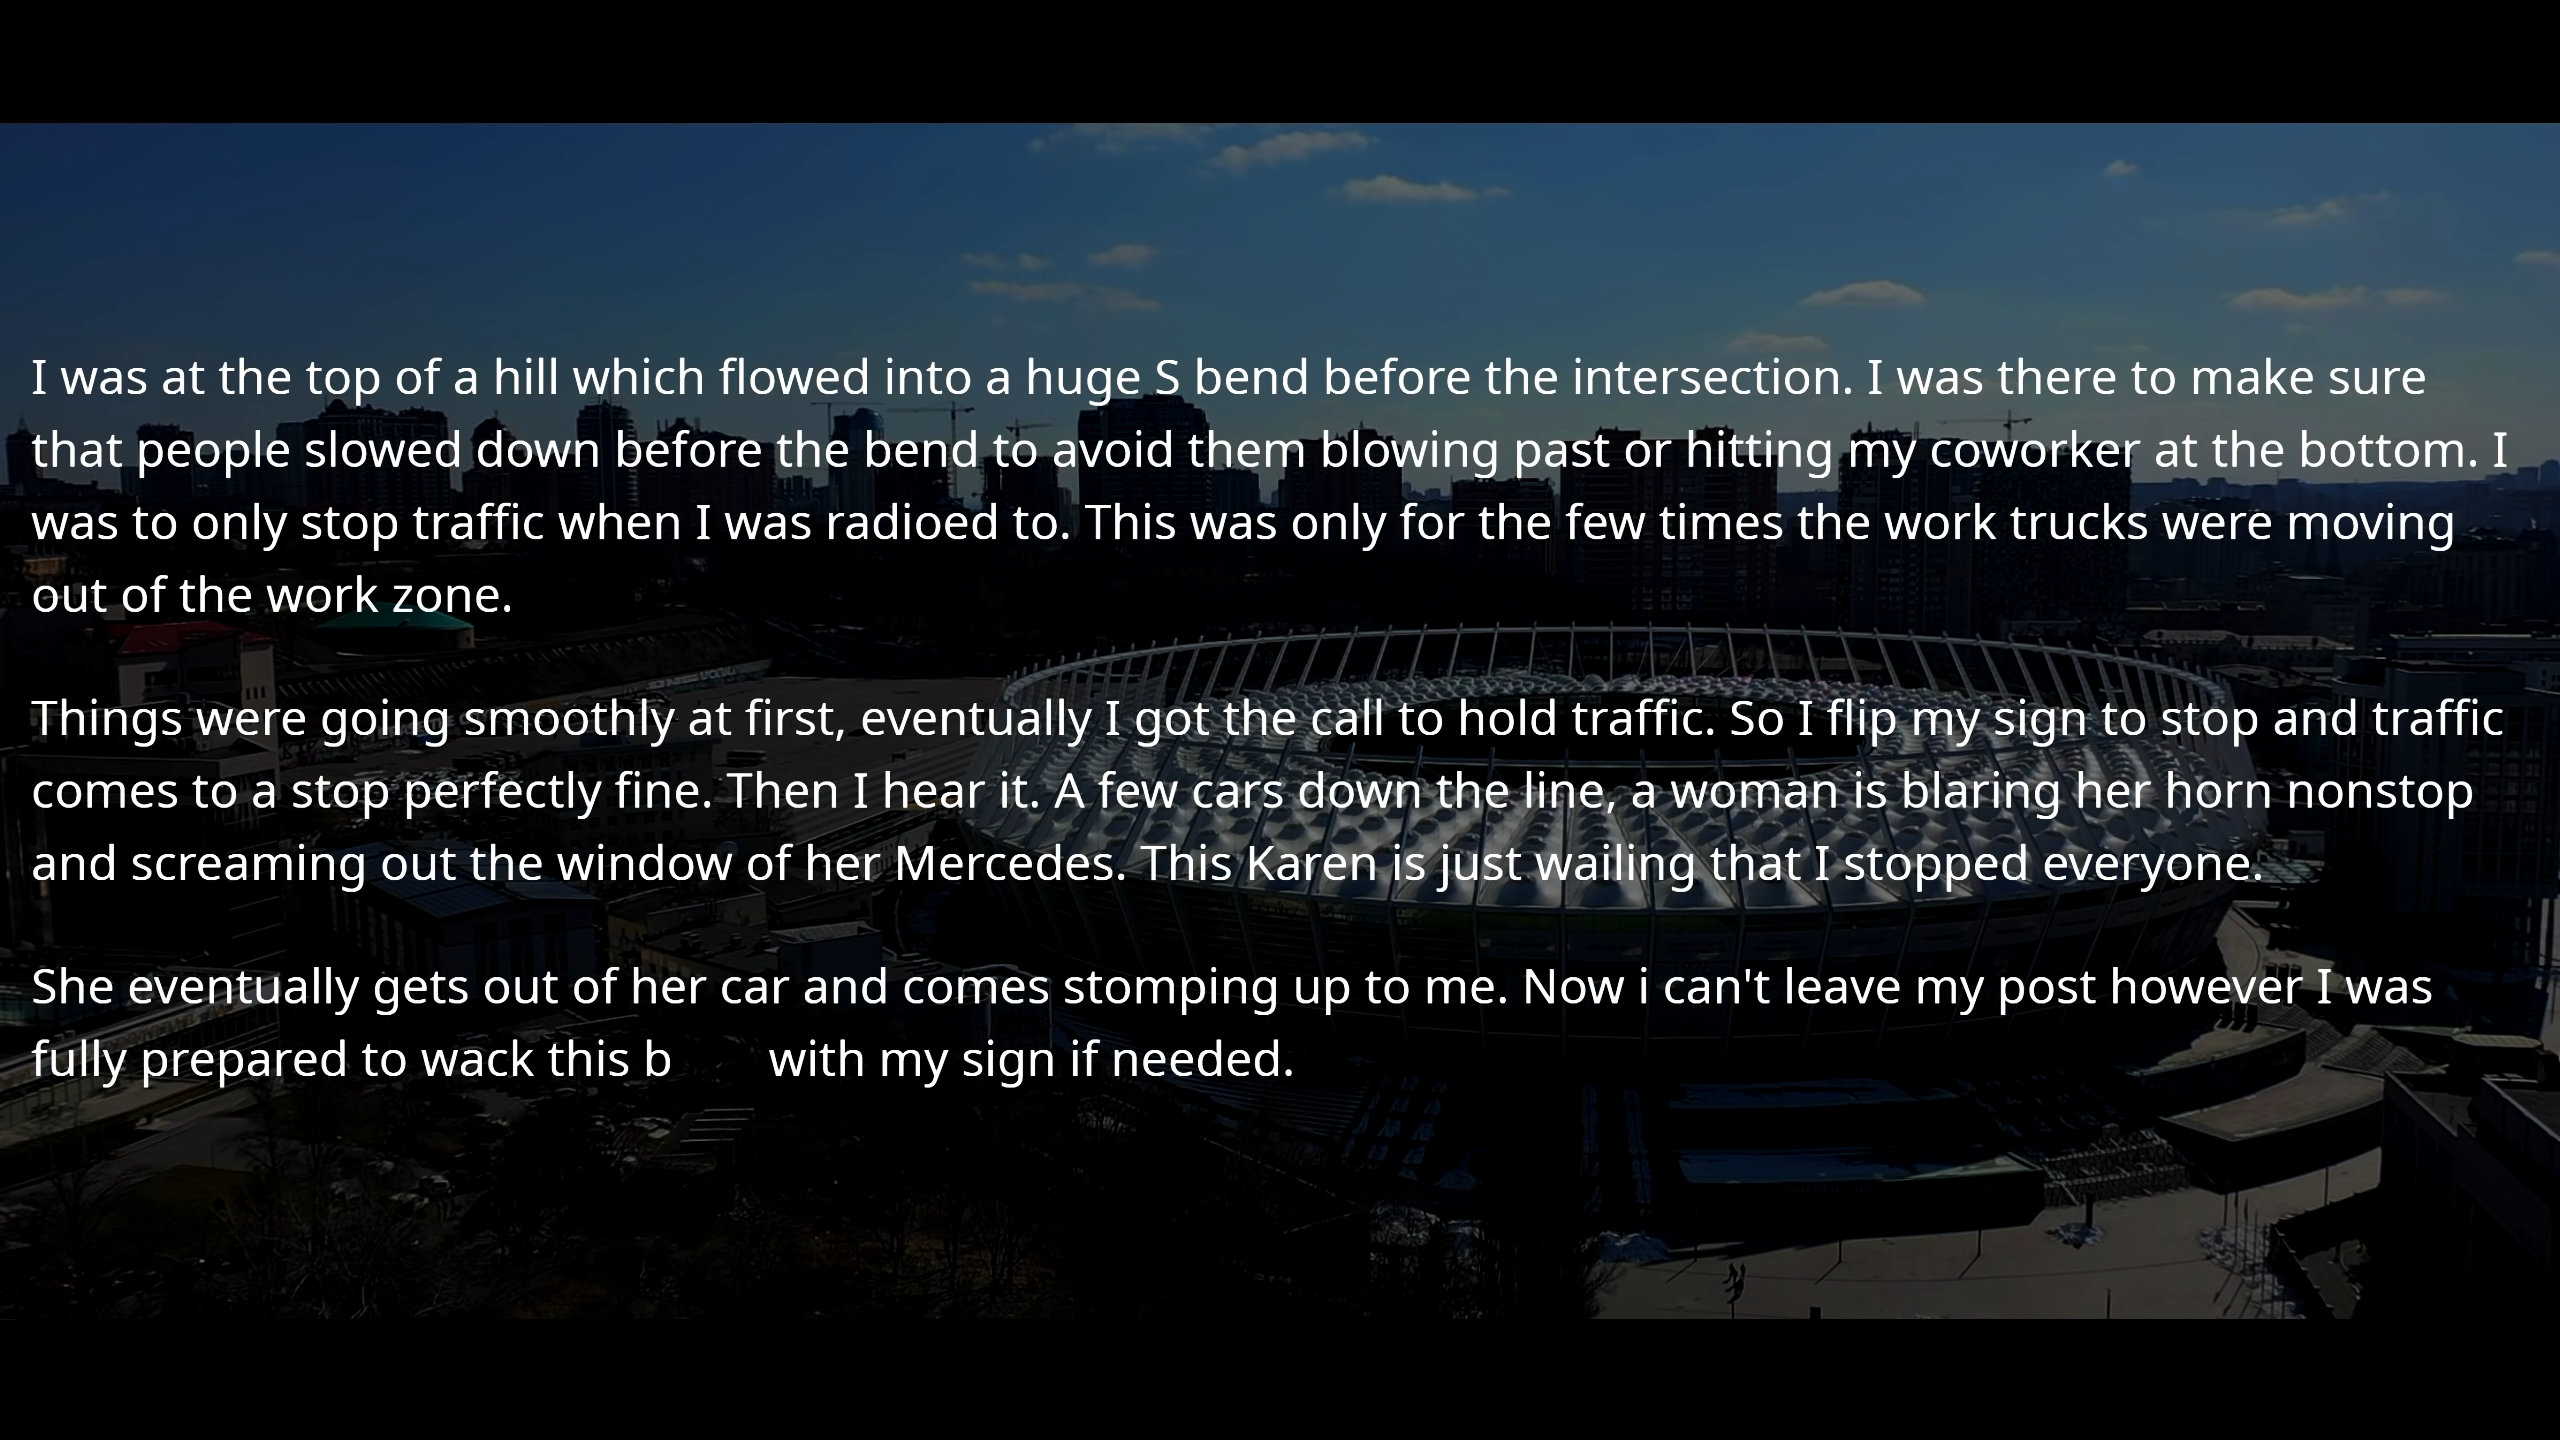 I was at the top of a hill which flowed into a huge S bend before the intersection. I was there to make sure
that people slowed down before the bend to avoid them blowing past or hitting my coworker at the bottom. I
was to only stop traffic when I was radioed to. This was only for the few times the work trucks were moving
out of the work zone.
Things were going smoothly at first, eventually I got the call to hold traffic. So I flip my sign to stop and traffic
comes to a stop perfectly fine. Then I hear it. A few cars down the line, a woman is blaring her horn nonstop
and screaming out the window of her Mercedes. This Karen is just wailing that I stopped everyone.
She eventually gets out of her car and comes stomping up to me. Now i can't leave my post however I was
fully prepared to wack this b with my sign if needed.